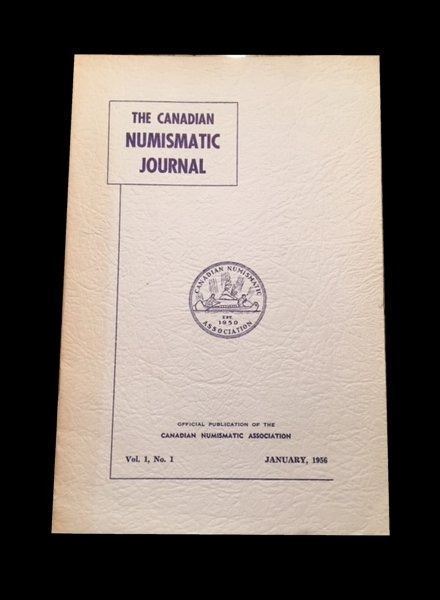 THE CANADIAN
NUMISMATIC
JOURNAL
CANADIAN NUMISMATIC
EST.
1950
ASSOCIATION
OFFICIAL PUBLICATION OF THE
CANADIAN NUMISMATIC ASSOCIATION
Vol. 1, No. 1 JANUARY, 1956